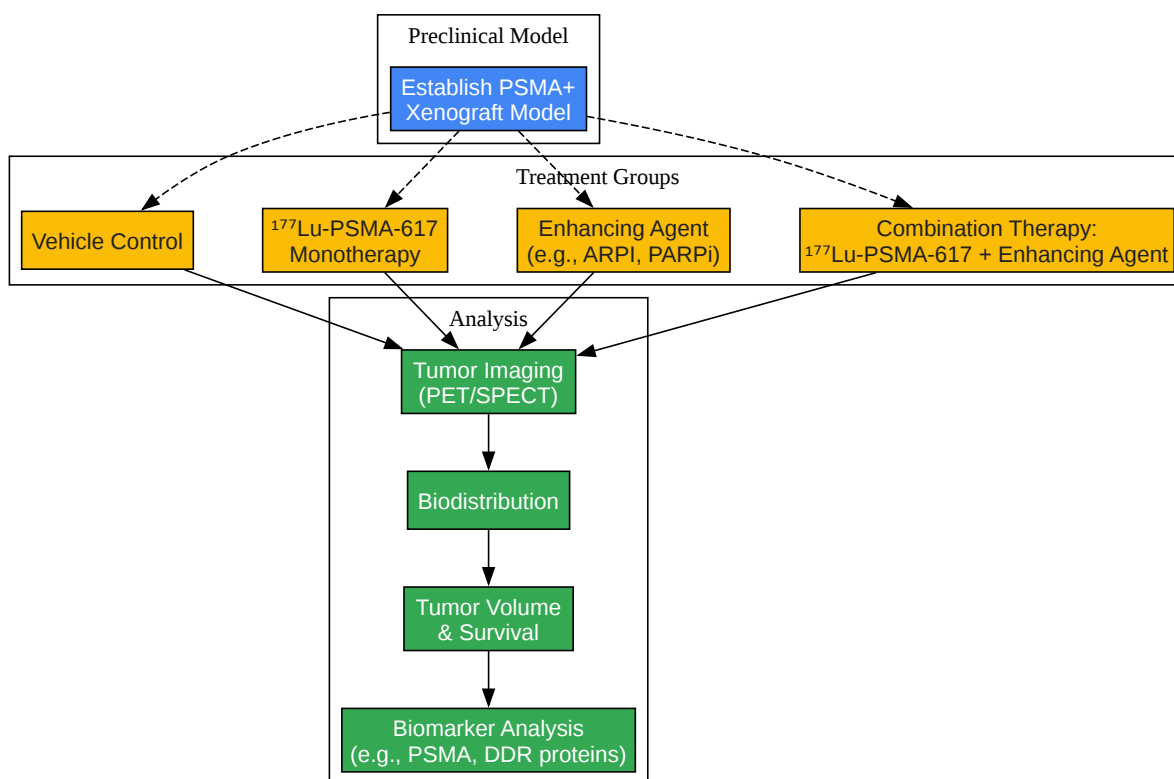 Preclinical Model
Establish PSMA+
Xenograft Model
Treatment Groups
Vehicle Control
¹⁷⁷Lu-PSMA-617
Monotherapy
Enhancing Agent
(e.g., ARPI, PARPi)
Combination Therapy:
¹⁷⁷Lu-PSMA-617 + Enhancing Agent
Analysis
Tumor Imaging
(PET/SPECT)
Biodistribution
Tumor Volume
& Survival
Biomarker Analysis
(e.g., PSMA, DDR proteins)